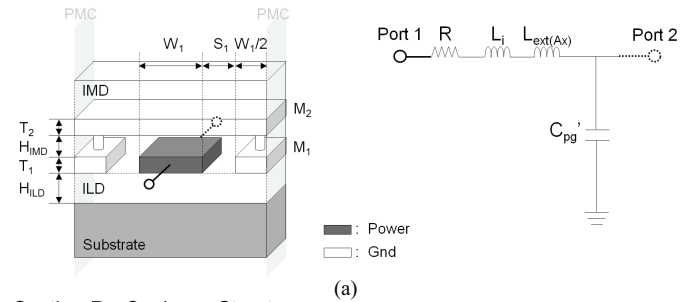 PMC
PMC
W1
S1
W1/2
IMD
M2
T2
HIMD
M1
T1
HILD
ILD
Substrate
Port 1
R
Li
Lext(Ax)
Port 2
Cpg'
: Power
: Gnd
(a)